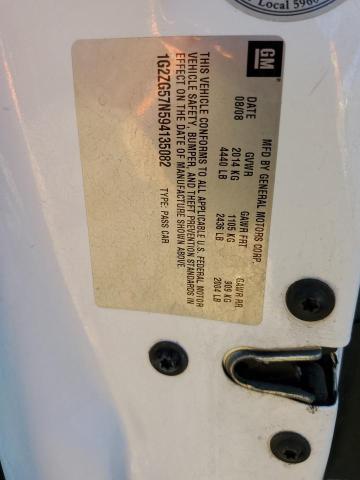 Local 5960
GM
MFD BY GENERAL MOTORS CORP.
DATE GVWR GAWR FRT GAWR RR
08/08 2014 KG 1105 KG 909 KG
4440 LB 2436 LB 2004 LB
THIS VEHICLE CONFORMS TO ALL APPLICABLE U.S. FEDERAL MOTOR
VEHICLE SAFETY, BUMPER, AND THEFT PREVENTION STANDARDS IN
EFFECT ON THE DATE OF MANUFACTURE SHOWN ABOVE.
1G2ZG57N594135082 TYPE: PASS CAR